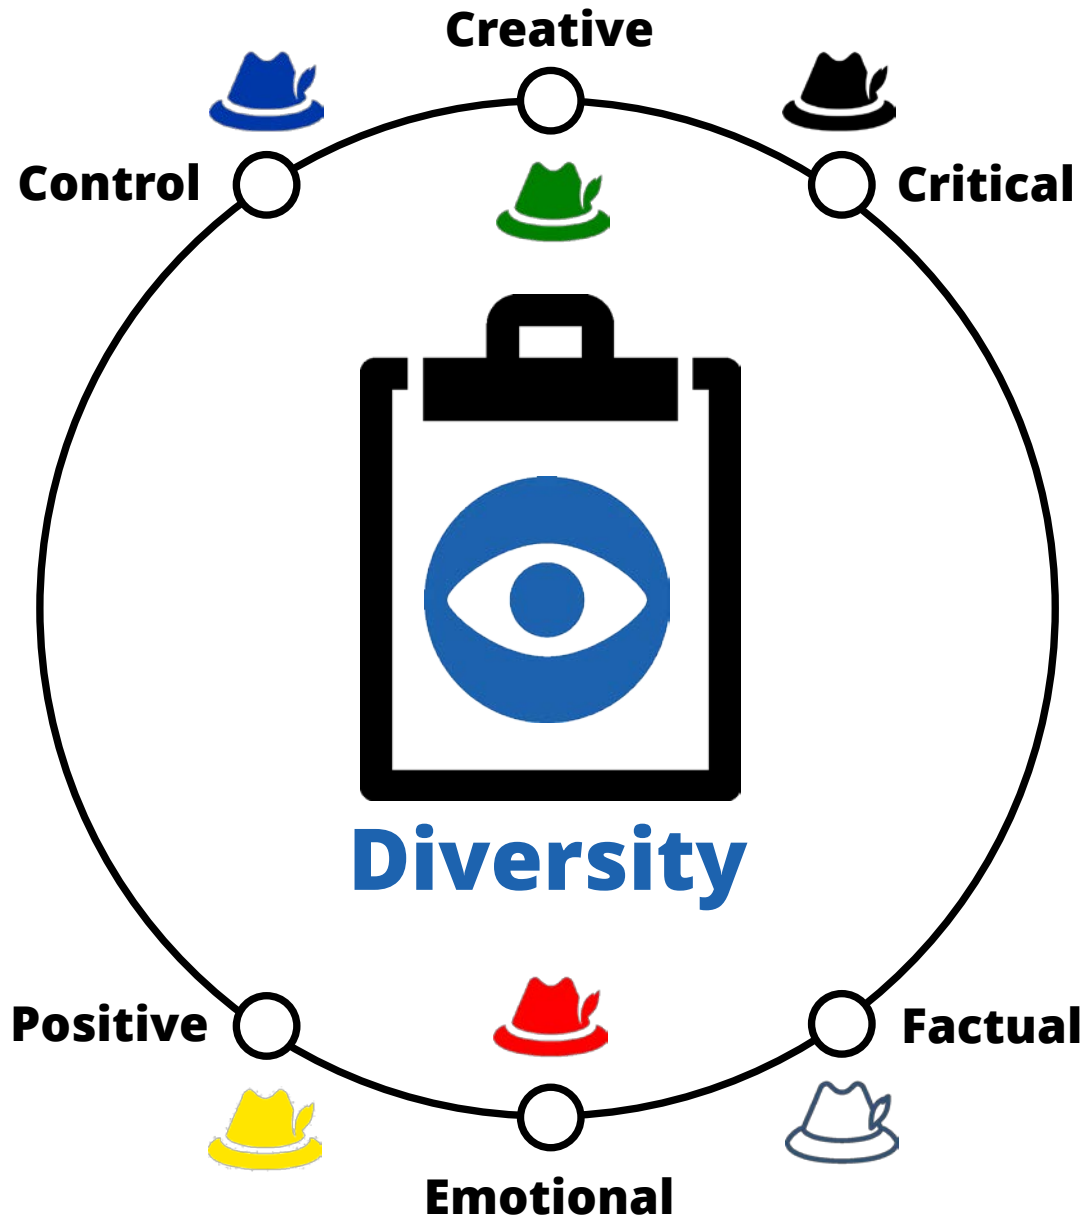 Creative
Control
Critical
Diversity
Positive
Factual
Emotional